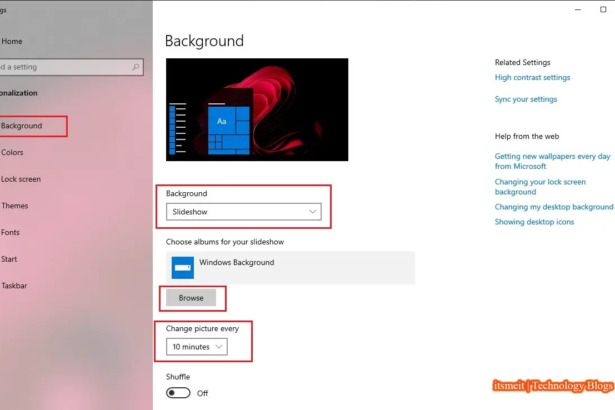 Home
Background
Related Settings
High contrast settings
Sync your settings
Help from the web
Getting new wallpapers every day
from Microsoft
Changing your lock screen
background
Changing my desktop background
Showing desktop icons
d a setting
Background
Colors
Lock screen
Themes
Fonts
Start
Taskbar
Aa
Background
Slideshow
Choose albums for your slideshow
Windows Background
Browse
Change picture every
10 minutes
Shuffle
Off
itsmeit | Technology Blogs